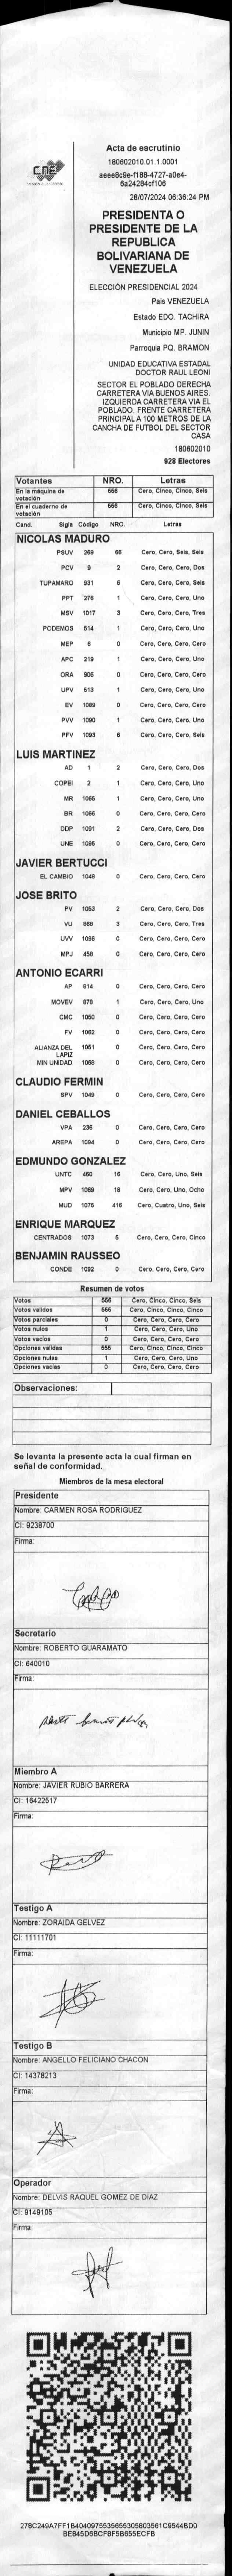 CNE
Acta de escrutinio
180602010.01.1.0001
aeee8c9e-f188-4727-a0e4-
6a24284cf106
28/07/2024 06:36:24 PM
PRESIDENTA O
PRESIDENTE DE LA
REPUBLICA
BOLIVARIANA DE
VENEZUELA
ELECCIÓN PRESIDENCIAL 2024
País VENEZUELA
Estado EDO. TACHIRA
Municipio MP. JUNIN
Parroquia PQ. BRAMON
UNIDAD EDUCATIVA ESTADAL
DOCTOR RAUL LEONI
SECTOR EL POBLADO DERECHA
CARRETERA VIA BUENOS AIRES.
IZQUIERDA CARRETERA VIA EL
POBLADO. FRENTE CARRETERA
PRINCIPAL A 100 METROS DE LA
CANCHA DE FUTBOL DEL SECTOR
CASA
180602010
928 Electores
Votantes NRO. Letras
En la máquina de votación 556 Cero, Cinco, Cinco, Seis
En el cuaderno de votación 556 Cero, Cinco, Cinco, Seis
Cand. Sigla Código NRO. Letras
NICOLAS MADURO
PSUV 269 66 Cero, Cero, Seis, Seis
PCV 9 2 Cero, Cero, Cero, Dos
TUPAMARO 931 6 Cero, Cero, Cero, Seis
PPT 276 1 Cero, Cero, Cero, Uno
MSV 1017 3 Cero, Cero, Cero, Tres
PODEMOS 514 1 Cero, Cero, Cero, Uno
MEP 6 0 Cero, Cero, Cero, Cero
APC 219 1 Cero, Cero, Cero, Uno
ORA 906 0 Cero, Cero, Cero, Cero
UPV 513 1 Cero, Cero, Cero, Uno
EV 1089 0 Cero, Cero, Cero, Cero
PVV 1090 1 Cero, Cero, Cero, Uno
PFV 1093 6 Cero, Cero, Cero, Seis
LUIS MARTINEZ
AD 1 2 Cero, Cero, Cero, Dos
COPEI 2 1 Cero, Cero, Cero, Uno
MR 1065 1 Cero, Cero, Cero, Uno
BR 1066 0 Cero, Cero, Cero, Cero
DDP 1091 2 Cero, Cero, Cero, Dos
UNE 1095 0 Cero, Cero, Cero, Cero
JAVIER BERTUCCI
EL CAMBIO 1048 0 Cero, Cero, Cero, Cero
JOSE BRITO
PV 1053 2 Cero, Cero, Cero, Dos
VU 868 3 Cero, Cero, Cero, Tres
UVV 1096 0 Cero, Cero, Cero, Cero
MPJ 458 0 Cero, Cero, Cero, Cero
ANTONIO ECARRI
AP 814 0 Cero, Cero, Cero, Cero
MOVEV 878 1 Cero, Cero, Cero, Uno
CMC 1050 0 Cero, Cero, Cero, Cero
FV 1062 0 Cero, Cero, Cero, Cero
ALIANZA DEL LAPIZ 1051 0 Cero, Cero, Cero, Cero
MIN UNIDAD 1068 0 Cero, Cero, Cero, Cero
CLAUDIO FERMIN
SPV 1049 0 Cero, Cero, Cero, Cero
DANIEL CEBALLOS
VPA 236 0 Cero, Cero, Cero, Cero
AREPA 1094 0 Cero, Cero, Cero, Cero
EDMUNDO GONZALEZ
UNTC 450 16 Cero, Cero, Uno, Seis
MPV 1069 18 Cero, Cero, Uno, Ocho
MUD 1075 416 Cero, Cuatro, Uno, Seis
ENRIQUE MARQUEZ
CENTRADOS 1073 5 Cero, Cero, Cero, Cinco
BENJAMIN RAUSSEO
CONDE 1092 0 Cero, Cero, Cero, Cero
Resumen de votos
Votos 556 Cero, Cinco, Cinco, Seis
Votos validos 555 Cero, Cinco, Cinco, Cinco
Votos parciales 0 Cero, Cero, Cero, Cero
Votos nulos 1 Cero, Cero, Cero, Uno
Votos vacios 0 Cero, Cero, Cero, Cero
Opciones validas 555 Cero, Cinco, Cinco, Cinco
Opciones nulas 1 Cero, Cero, Cero, Uno
Opciones vacias 0 Cero, Cero, Cero, Cero
Observaciones:
Se levanta la presente acta la cual firman en
señal de conformidad.
Miembros de la mesa electoral
Presidente
Nombre: CARMEN ROSA RODRIGUEZ
CI: 9238700
Firma:
Secretario
Nombre: ROBERTO GUARAMATO
CI: 640010
Firma:
Miembro A
Nombre: JAVIER RUBIO BARRERA
CI: 16422517
Firma:
Testigo A
Nombre: ZORAIDA GELVEZ
CI: 11111701
Firma:
Testigo B
Nombre: ANGELLO FELICIANO CHACON
CI: 14378213
Firma:
Operador
Nombre: DELVIS RAQUEL GOMEZ DE DIAZ
CI: 9149105
Firma:
278C249A7FF1B40409755356553058035​61C9544BD0
BE845D6BCF8F5B655ECFB